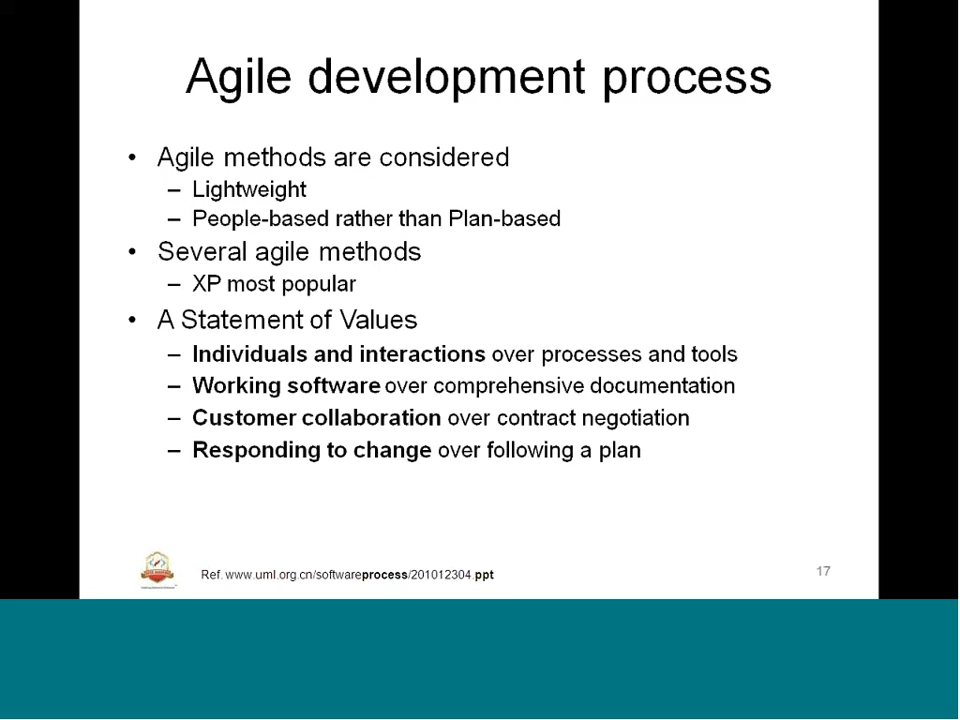 Agile development process
• Agile methods are considered
– Lightweight
– People-based rather than Plan-based
• Several agile methods
– XP most popular
• A Statement of Values
– Individuals and interactions over processes and tools
– Working software over comprehensive documentation
– Customer collaboration over contract negotiation
– Responding to change over following a plan
Ref. www.uml.org.cn/softwareprocess/201012304.ppt
17